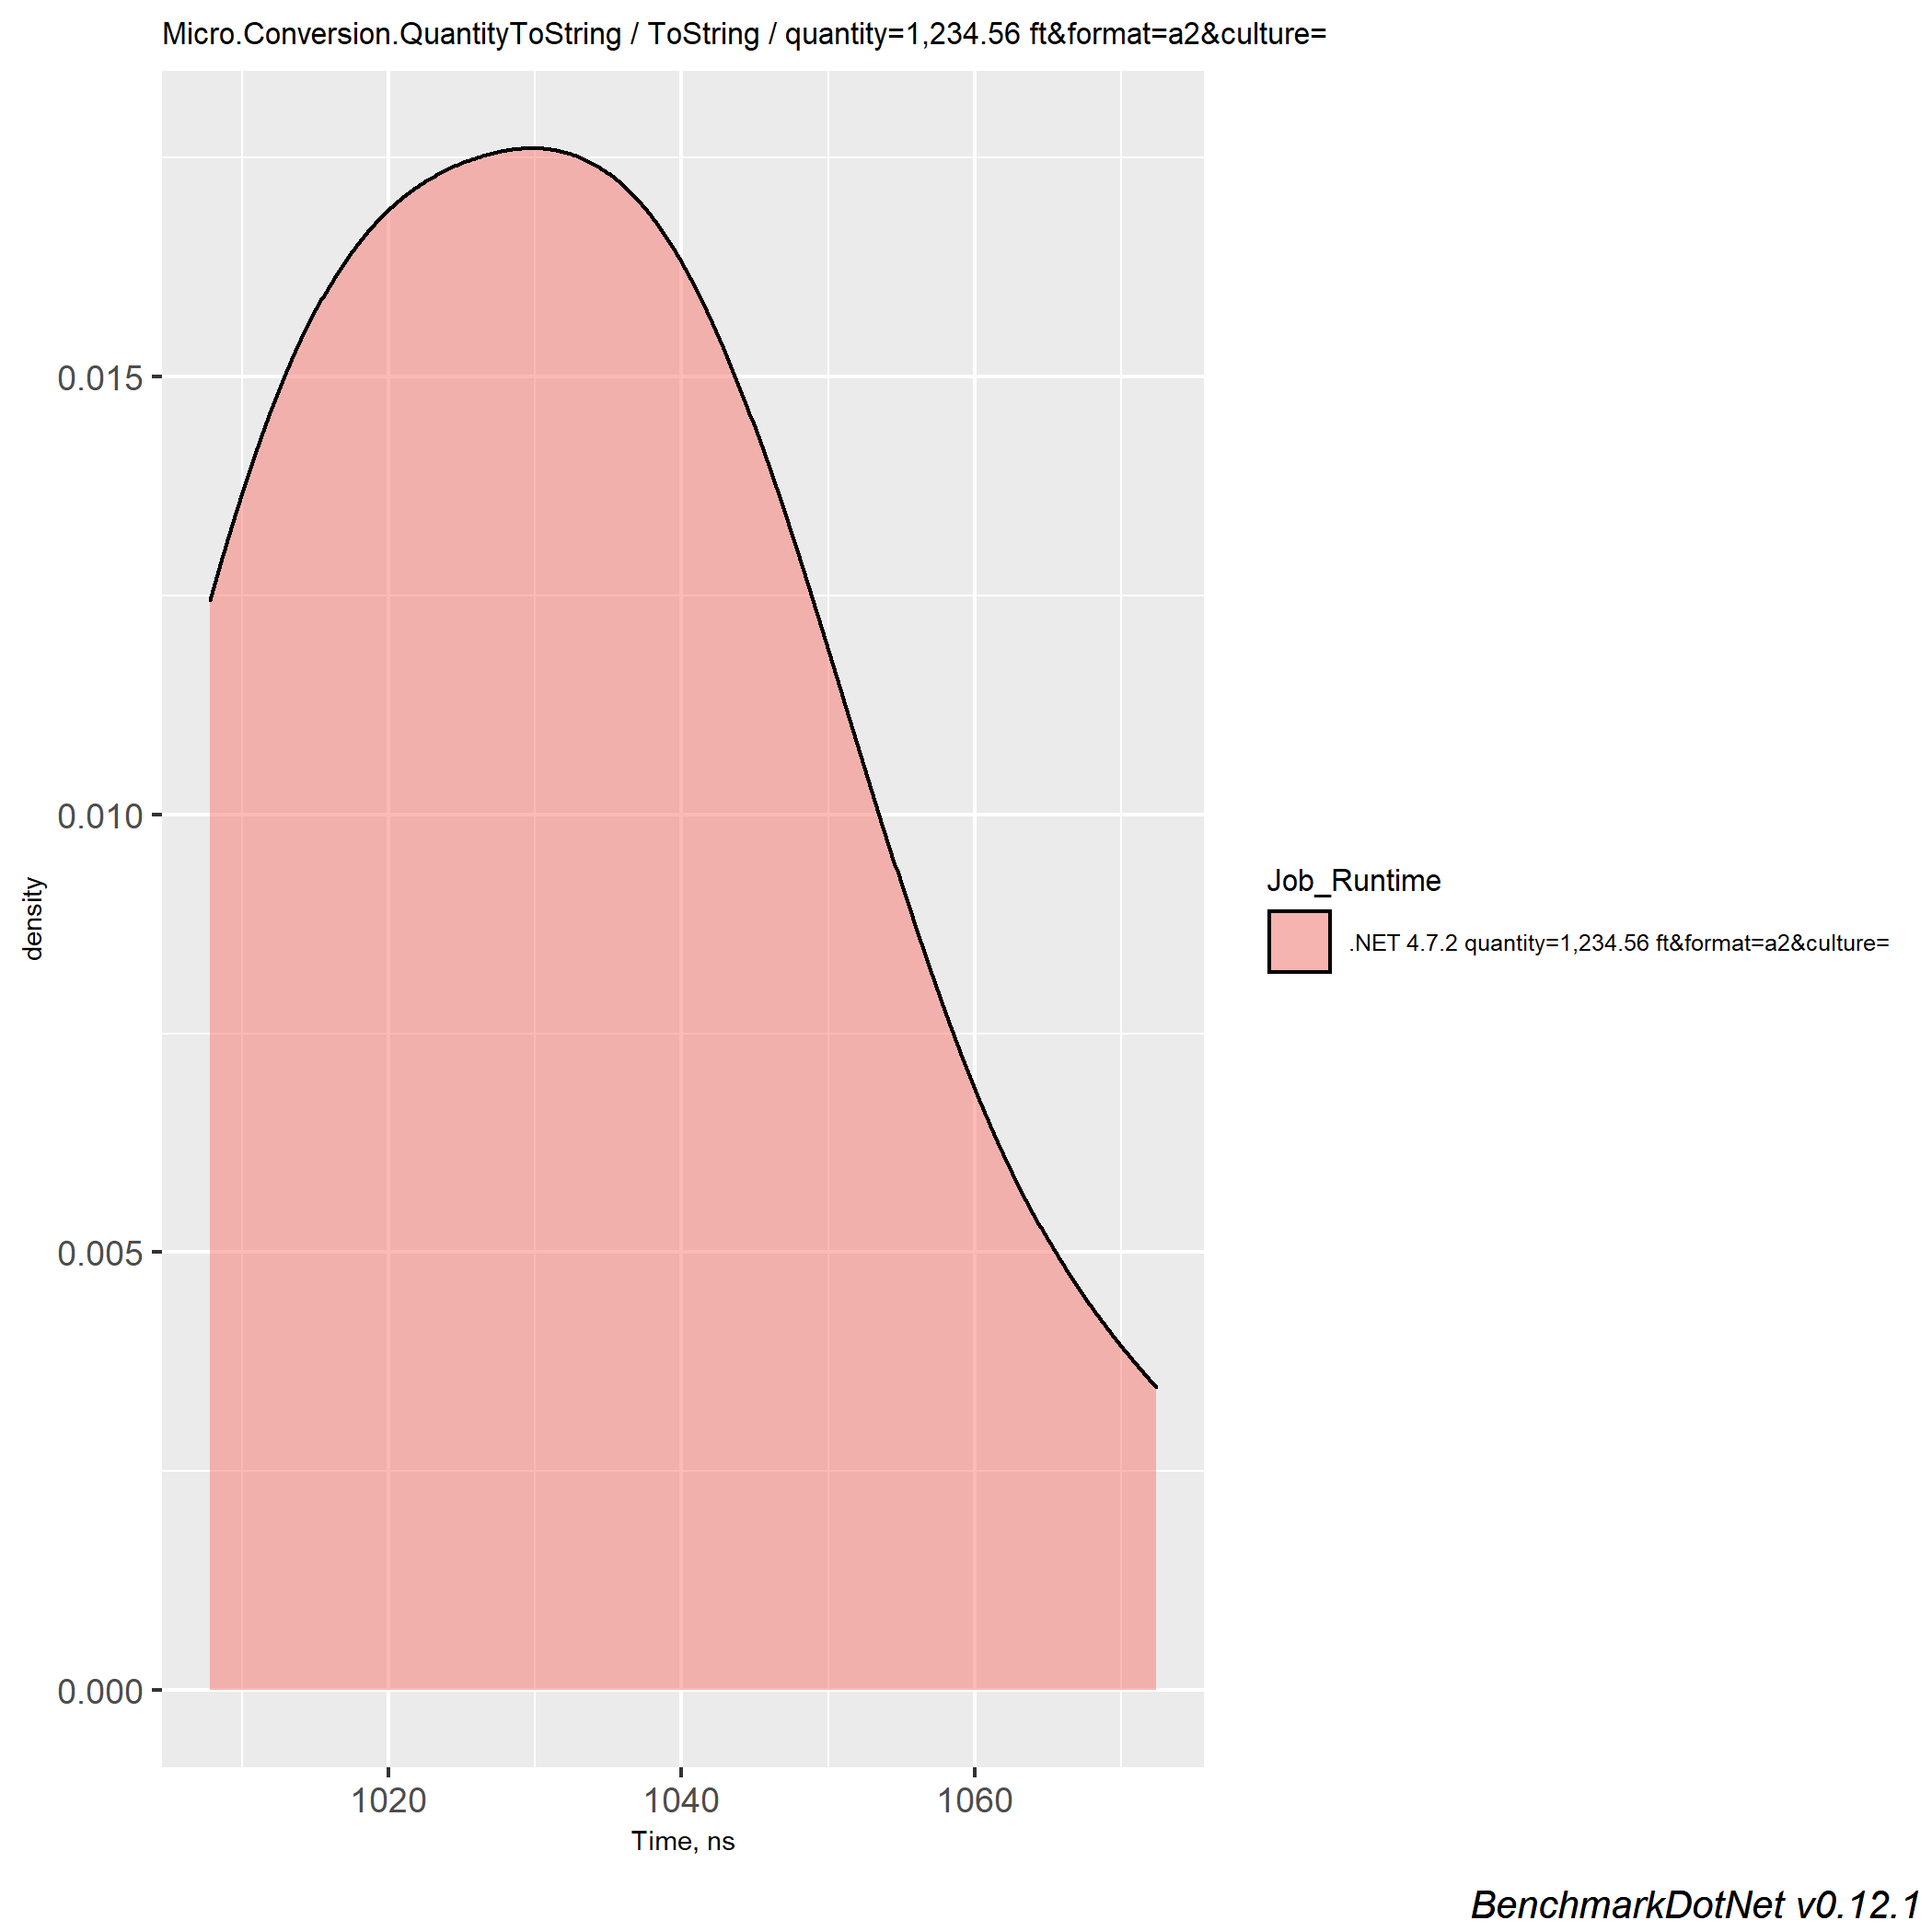 Micro.Conversion.QuantityToString / ToString / quantity=1,234.56 ft&format=a2&culture=
0.015
0.010
0.005
0.000
density
1020 1040 1060
Time, ns
Job_Runtime
.NET 4.7.2 quantity=1,234.56 ft&format=a2&culture=
BenchmarkDotNet v0.12.1